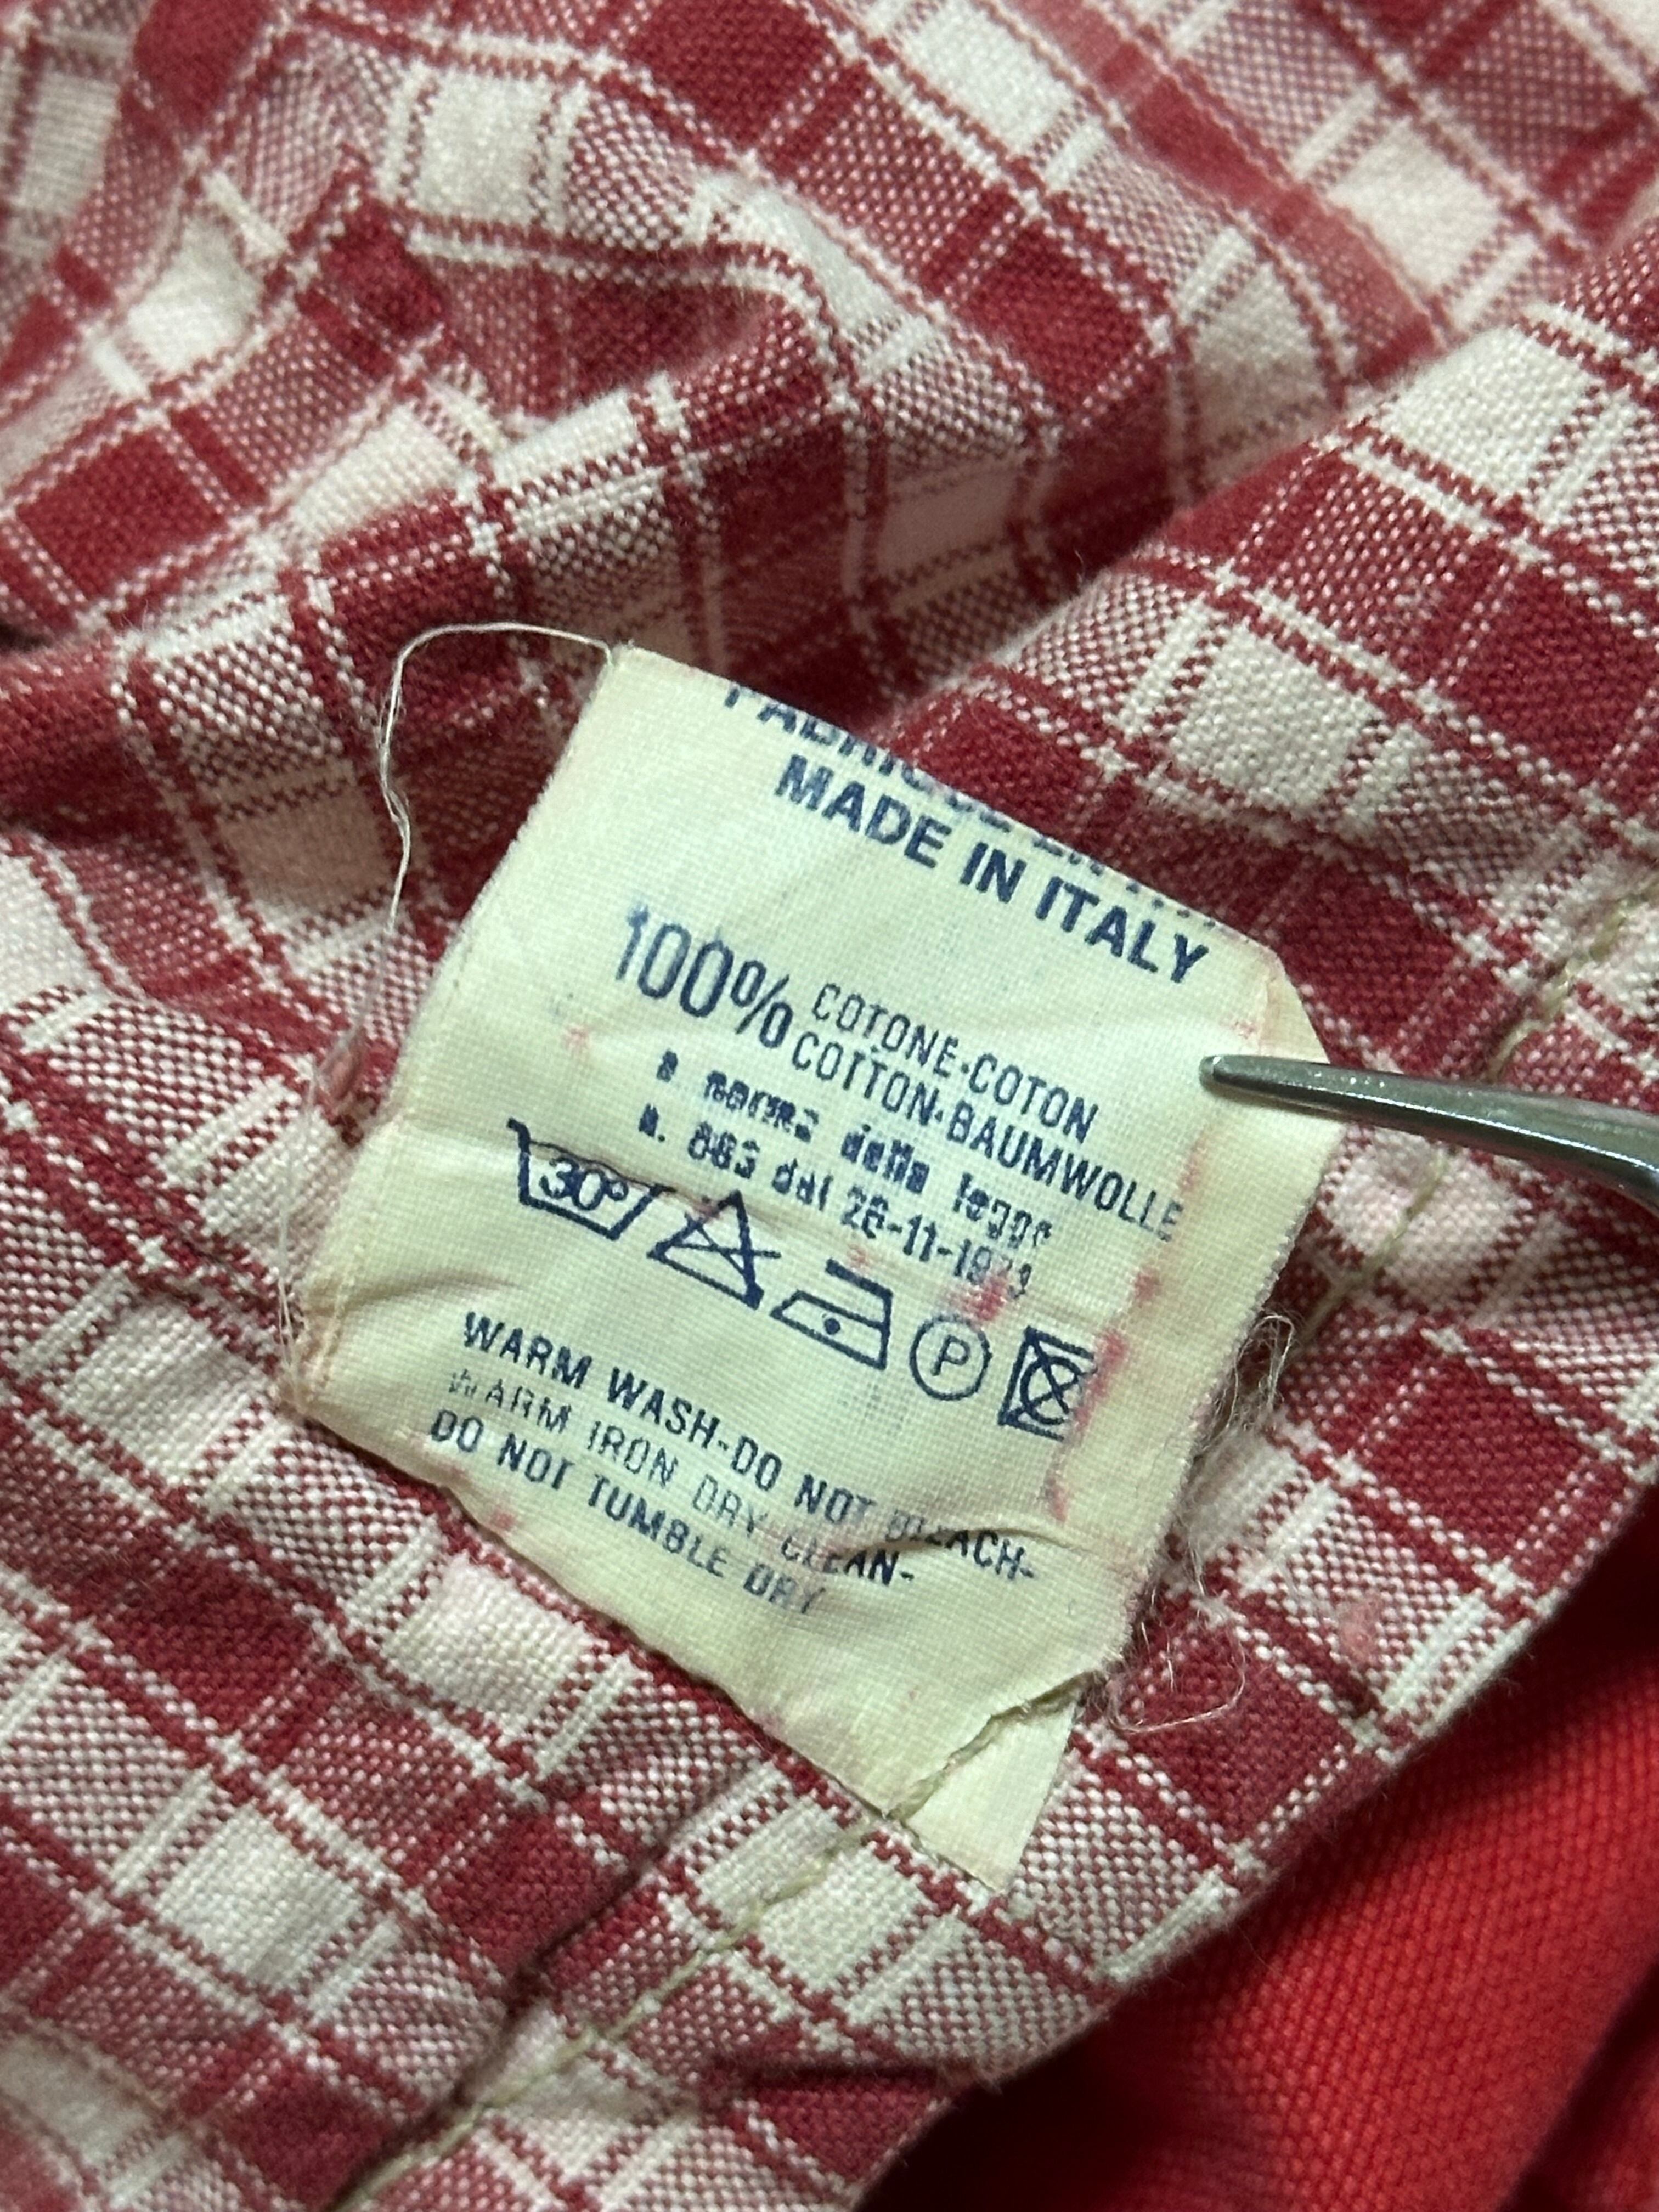 MADE IN ITALY
100% COTONE-COTON
COTTON-BAUMWOLLE
a norma della legge
n. 883 del 26-11-1973
30°
P
WARM WASH-DO NOT BLEACH-
WARM IRON DRY CLEAN-
DO NOT TUMBLE DRY